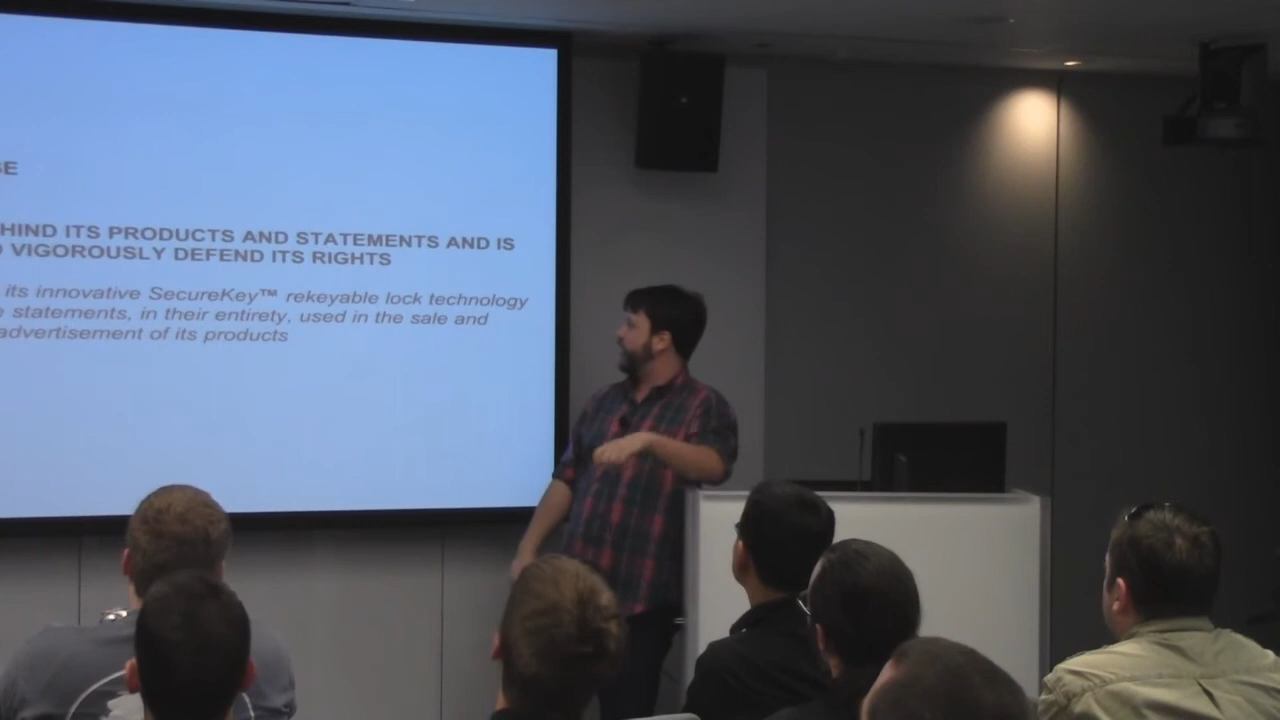 HIND ITS PRODUCTS AND STATEMENTS AND IS
VIGOROUSLY DEFEND ITS RIGHTS
its innovative SecureKey™ rekeyable lock technology
statements, in their entirety, used in the sale and
advertisement of its products